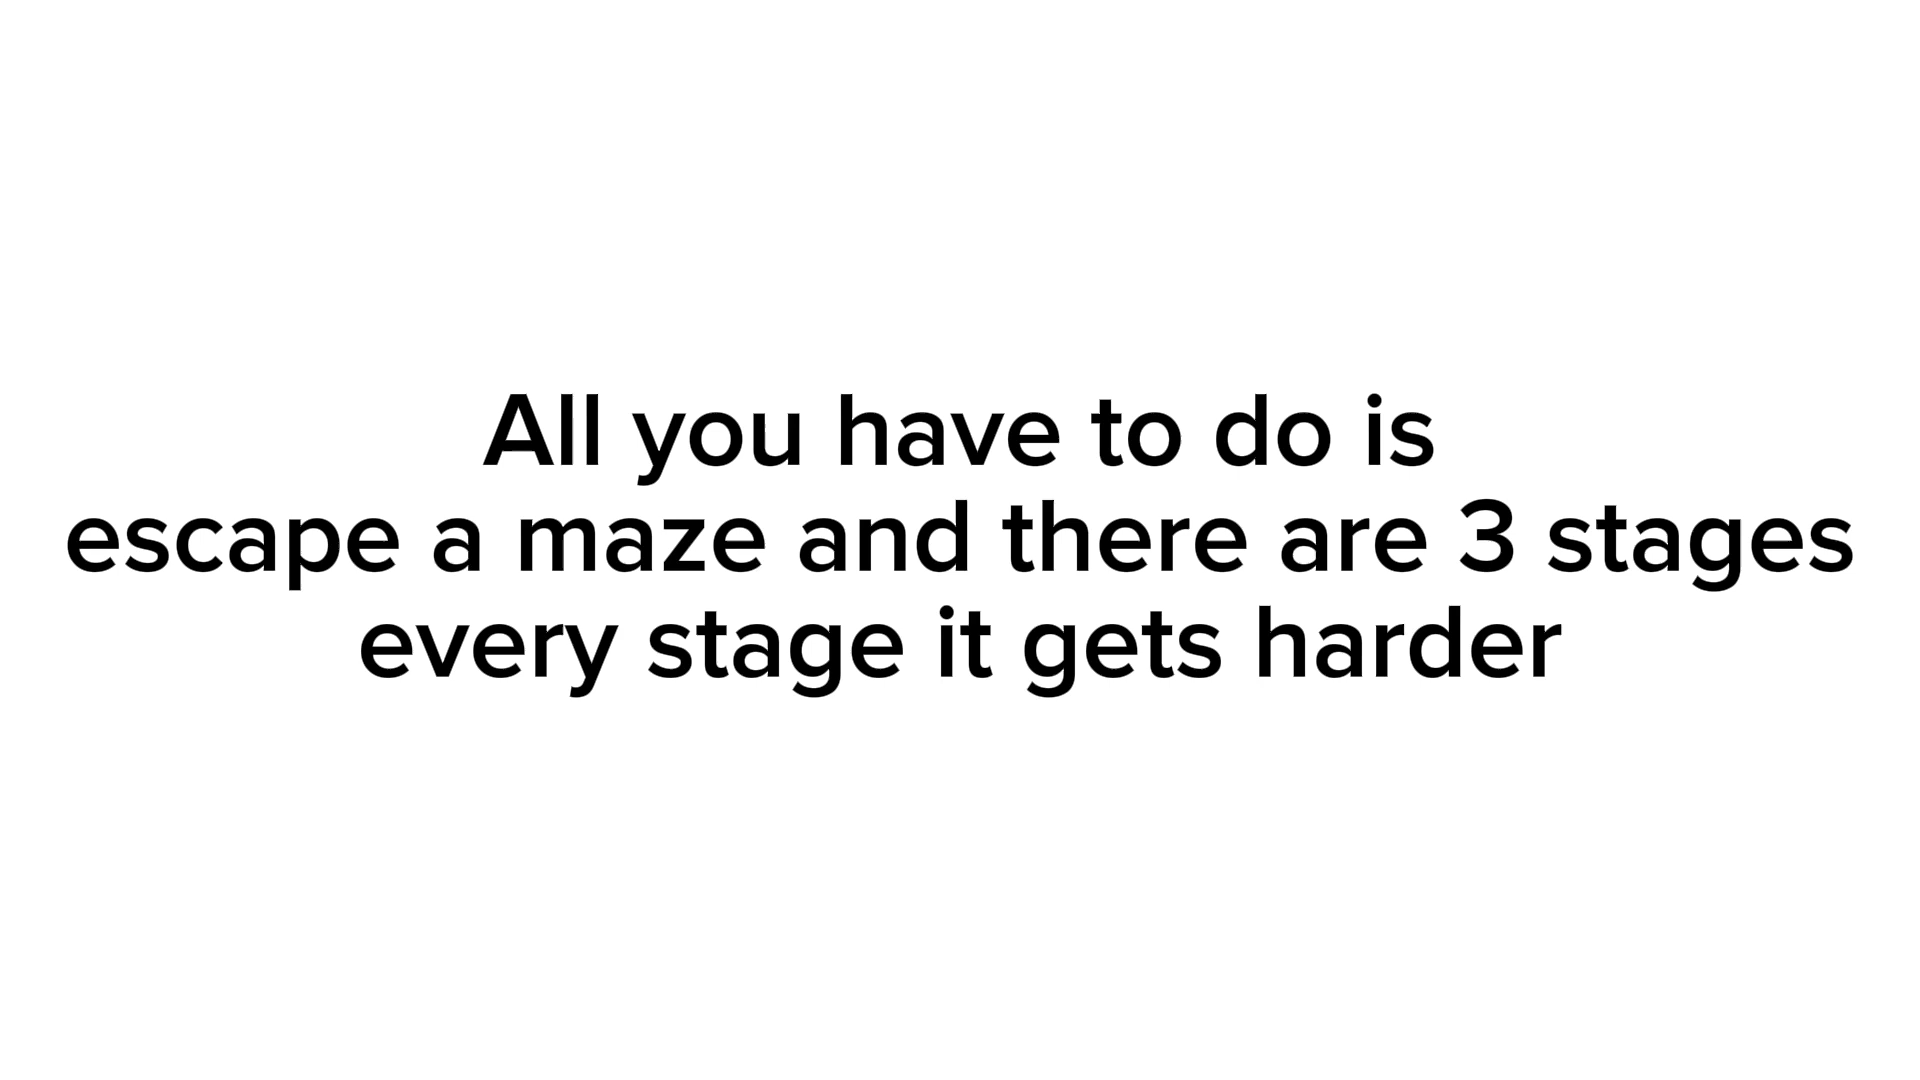 All you have to do is
escape a maze and there are 3 stages
every stage it gets harder